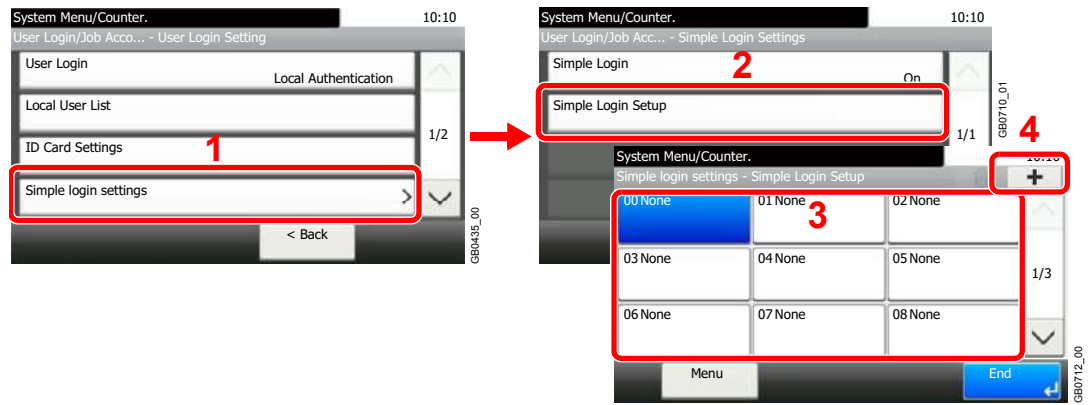 System Menu/Counter.
10:10
User Login/Job Acco... - User Login Setting
User Login
Local Authentication
Local User List
1/2
ID Card Settings
1
Simple login settings
>
< Back
GB0435_00
System Menu/Counter.
10:10
User Login/Job Acc... - Simple Login Settings
Simple Login
2
On
Simple Login Setup
1/1
GB0710_01
4
System Menu/Counter.
10:10
Simple login settings - Simple Login Setup
+
00 None
01 None
02 None
3
03 None
04 None
05 None
1/3
06 None
07 None
08 None
Menu
End
GB0712_00